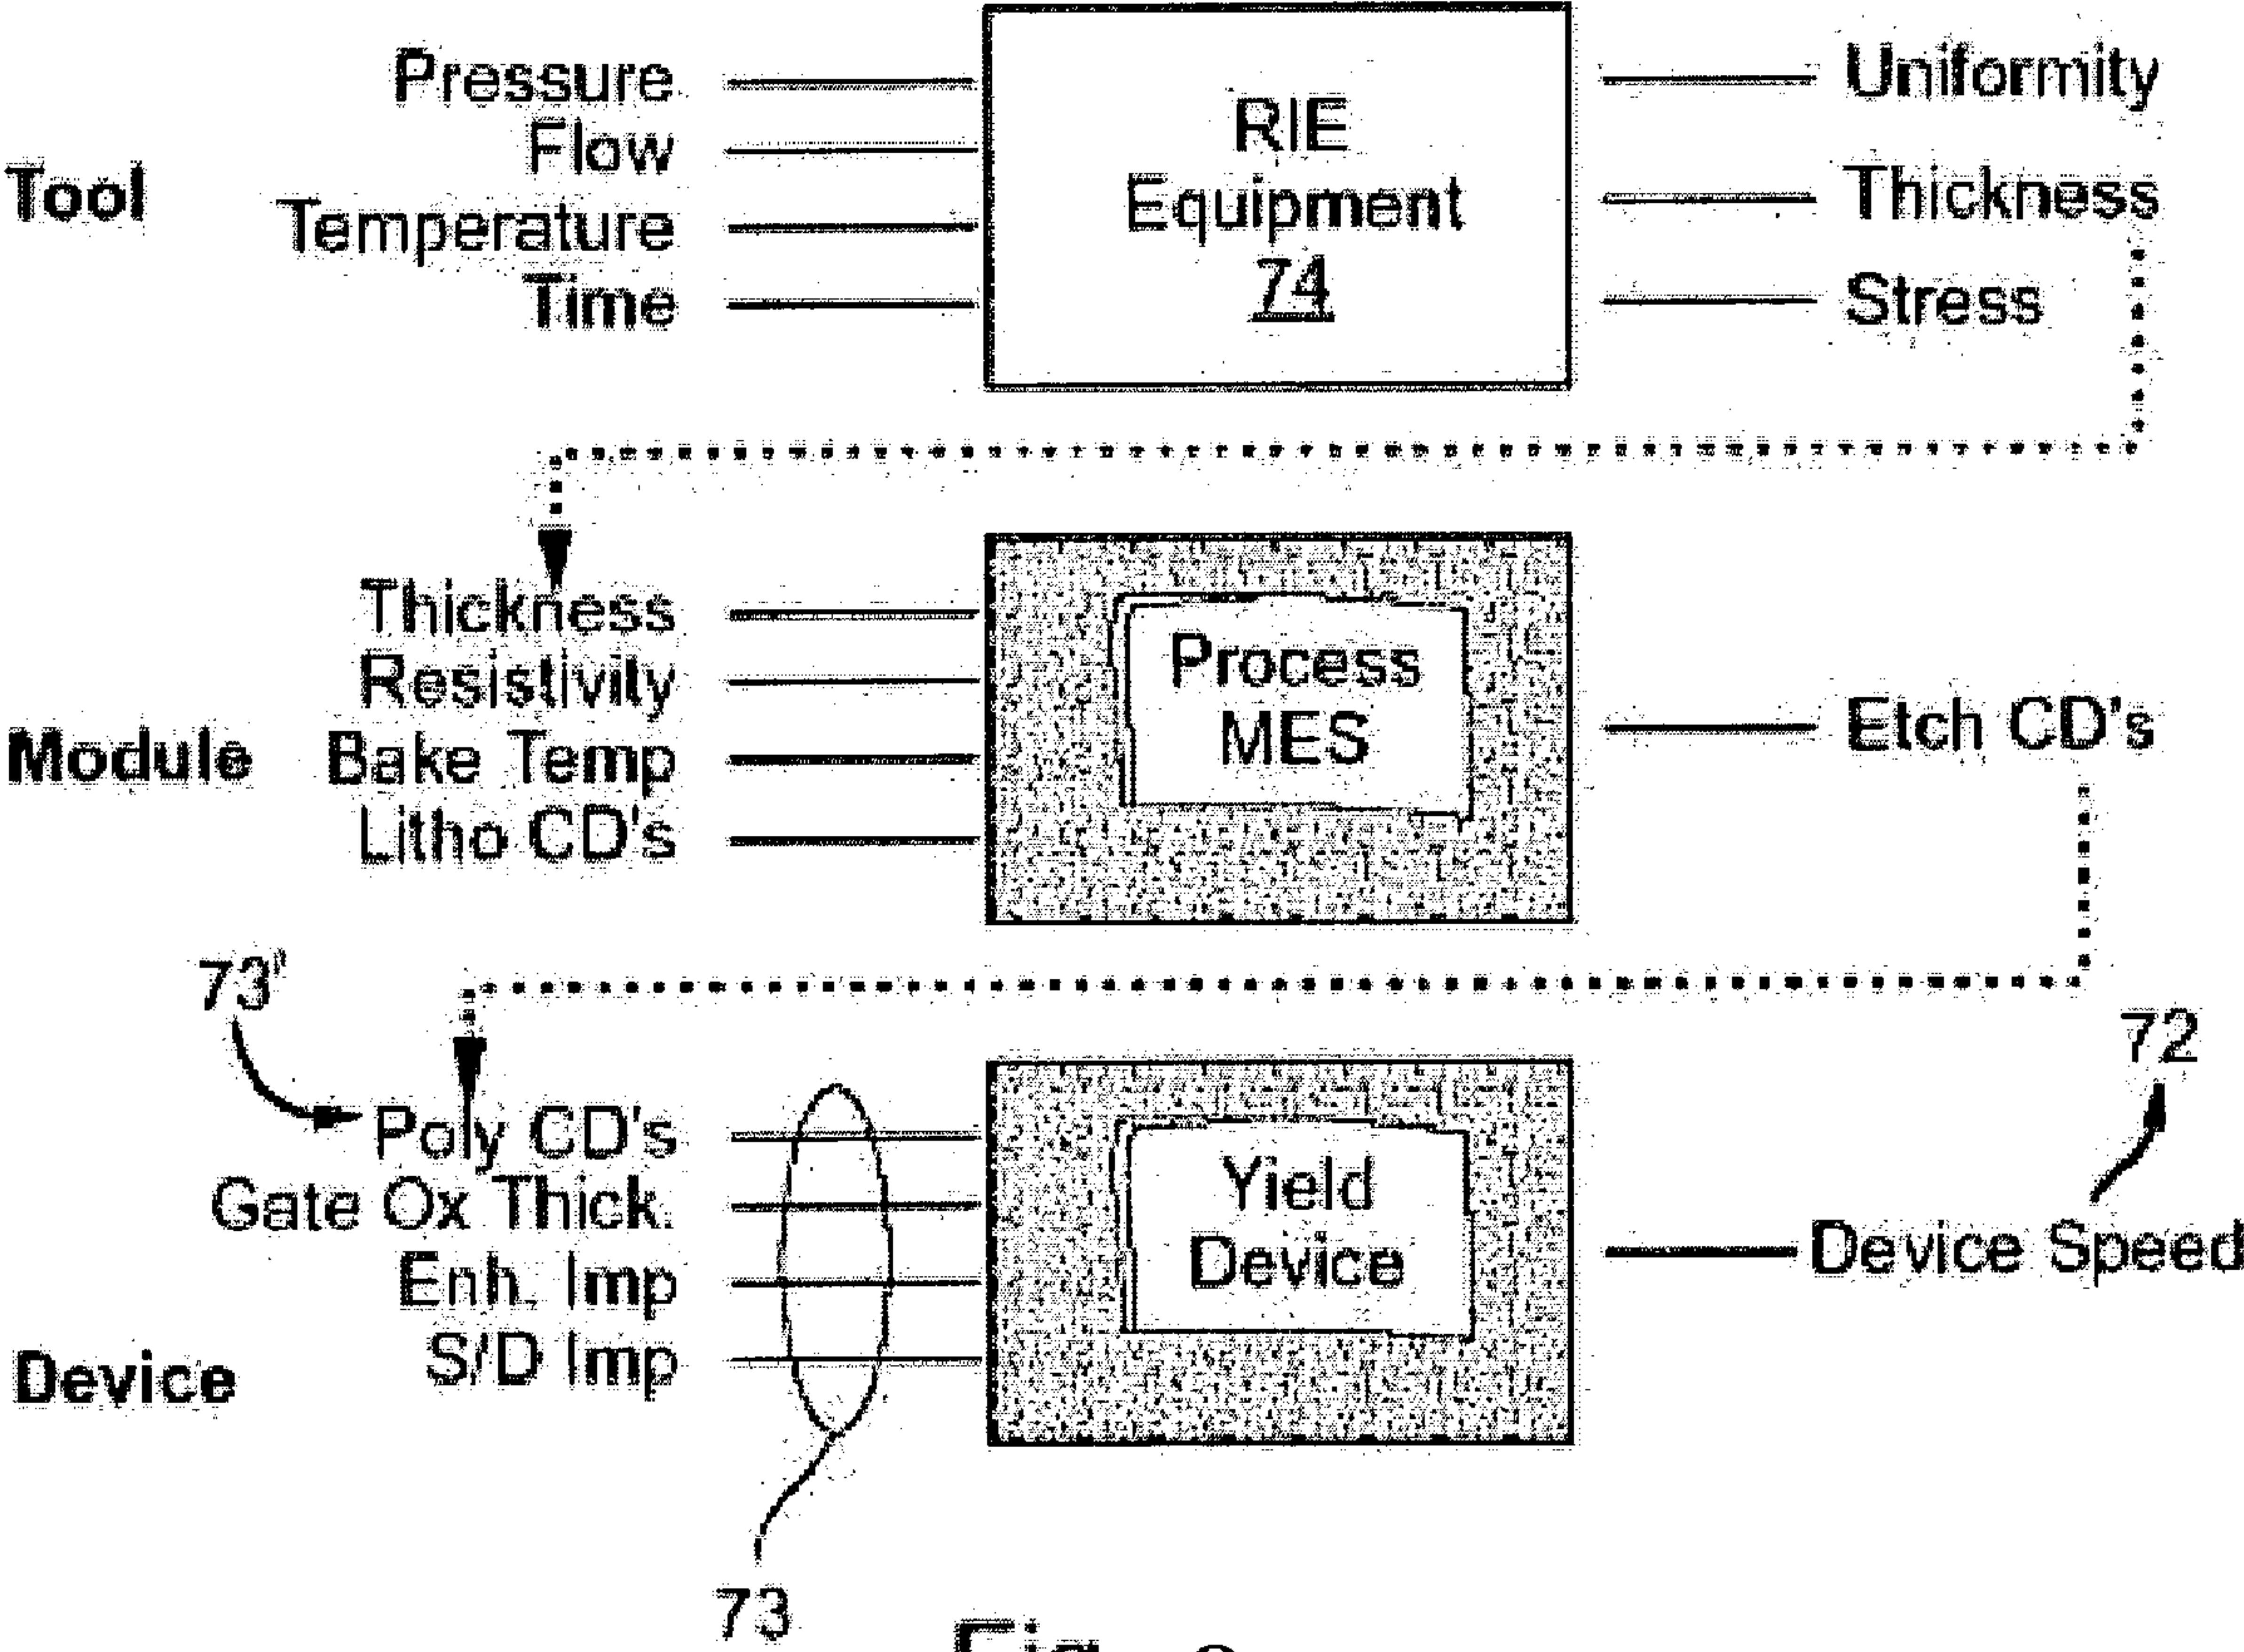 Pressure
Flow
Tool
Temperature
Time
RIE
Equipment
74
Uniformity
Thickness
Stress
Thickness
Resistivity
Module
Bake Temp
Litho CD's
Process
MES
Etch CD's
73"
72
Poly CD's
Gate Ox Thick.
Enh. Imp
S/D Imp
Device
Yield
Device
Device Speed
73
Fig.